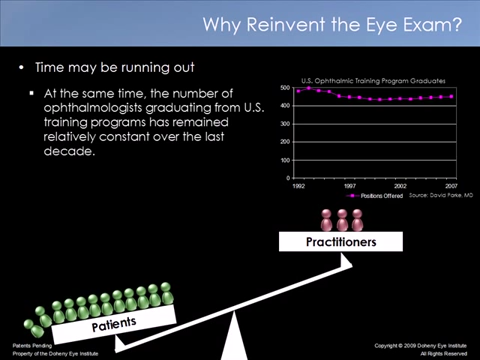 Why Reinvent the Eye Exam?
• Time may be running out
▪ At the same time, the number of
ophthalmologists graduating from U.S.
training programs has remained
relatively constant over the last
decade.
U.S. Ophthalmic Training Program Graduates
500
400
300
200
100
0
1992
1997
2002
2007
Positions Offered
Source: David Parke, MD
Practitioners
Patients
Patents Pending
Property of the Doheny Eye Institute
Copyright © 2009 Doheny Eye Institute
All Rights Reserved